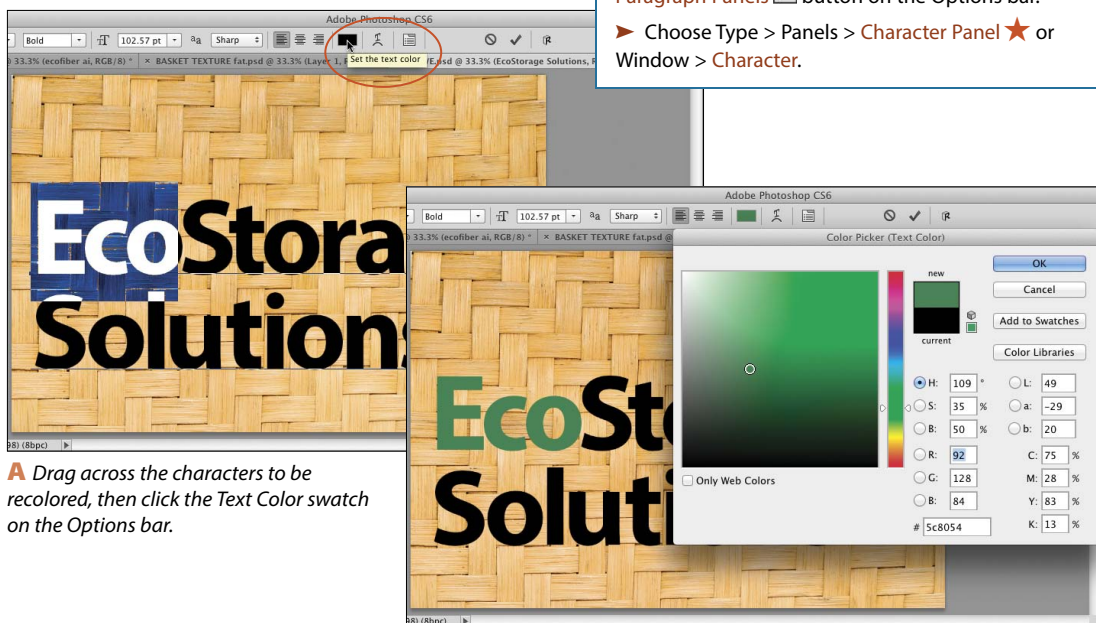 Paragraph Panels button on the Options bar.
► Choose Type > Panels > Character Panel ★ or
Window > Character.
Adobe Photoshop CS6
Bold 102.57 pt aa Sharp
33.3% (ecofiber ai, RGB/8) * × BASKET TEXTURE fat.psd @ 33.3% (Layer 1, E.psd @ 33.3% (EcoStorage Solutions,
Set the text color
EcoStora
Solutions
(8bpc)
A Drag across the characters to be
recolored, then click the Text Color swatch
on the Options bar.
Adobe Photoshop CS6
Bold 102.57 pt aa Sharp
33.3% (ecofiber ai, RGB/8) * × BASKET TEXTURE fat.psd @
Color Picker (Text Color)
new
current
OK
Cancel
Add to Swatches
Color Libraries
H: 109 ° L: 49
S: 35 % a: -29
B: 50 % b: 20
R: 92 C: 75 %
G: 128 M: 28 %
B: 84 Y: 83 %
# 5c8054 K: 13 %
Only Web Colors
EcoSt
Soluti
(8bpc)